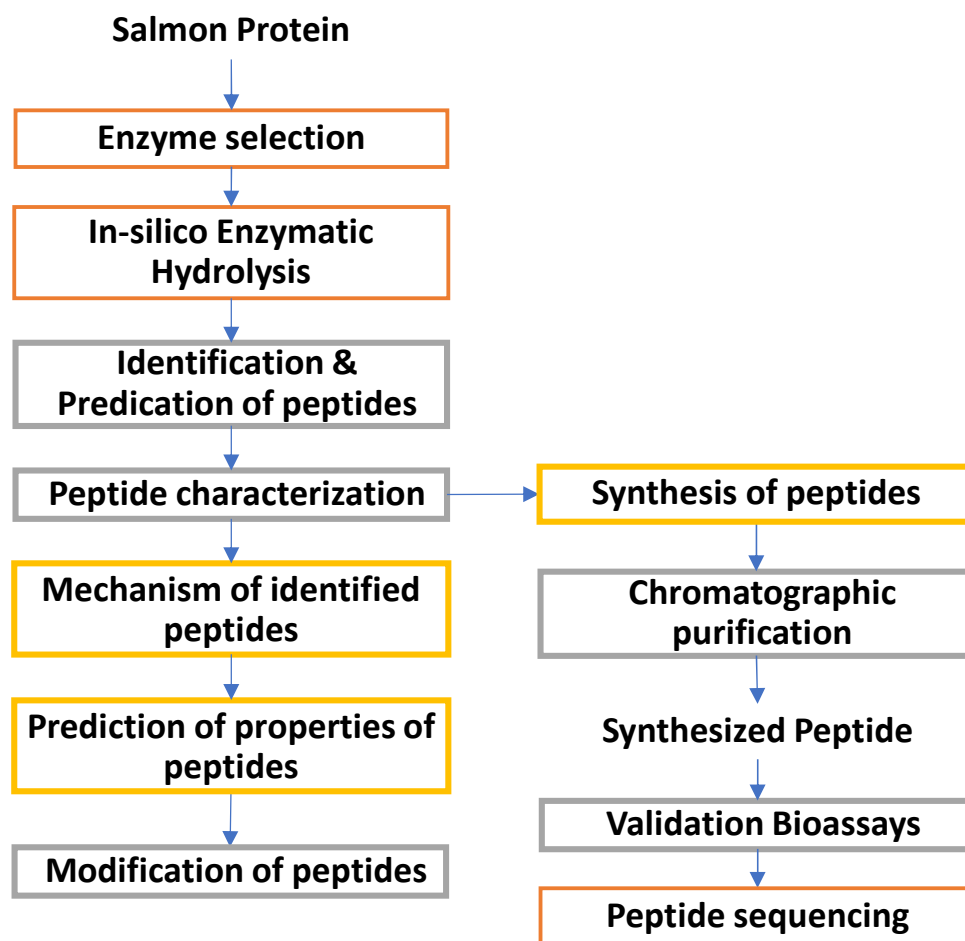 Salmon Protein
Enzyme selection
In-silico Enzymatic
Hydrolysis
Identification &
Predication of peptides
Peptide characterization
Mechanism of identified
peptides
Prediction of properties of
peptides
Modification of peptides
Synthesis of peptides
Chromatographic
purification
Synthesized Peptide
Validation Bioassays
Peptide sequencing